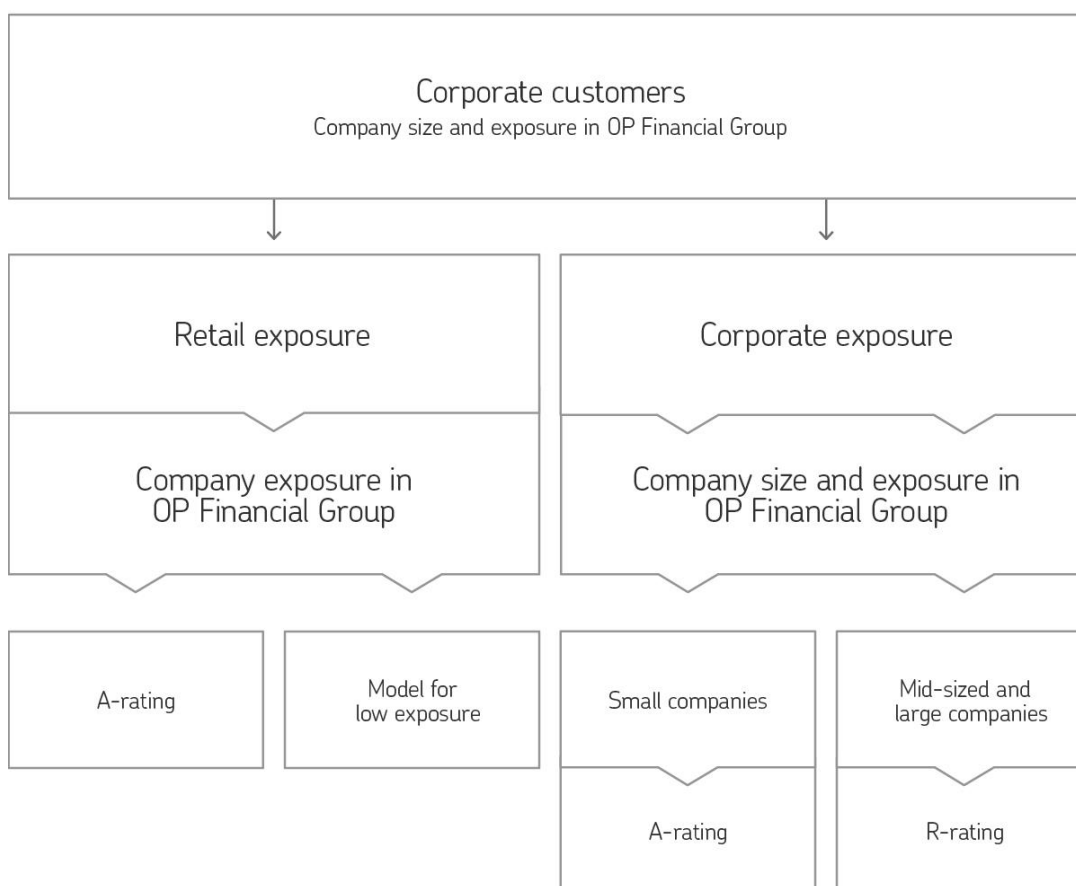 Corporate customers
Company size and exposure in OP Financial Group
Retail exposure
Corporate exposure
Company exposure in
OP Financial Group
Company size and exposure in
OP Financial Group
A-rating
Model for
low exposure
Small companies
Mid-sized and
large companies
A-rating
R-rating